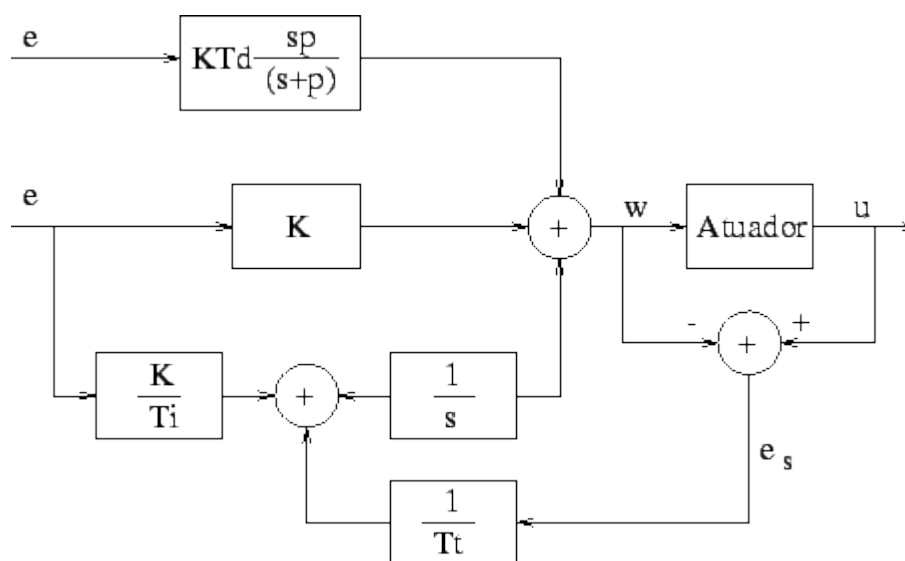 e
KTd sp
(s+p)
e
K
+
w
Atuador
u
-
+
+
K
Ti
+
1
s
e s
1
Tt